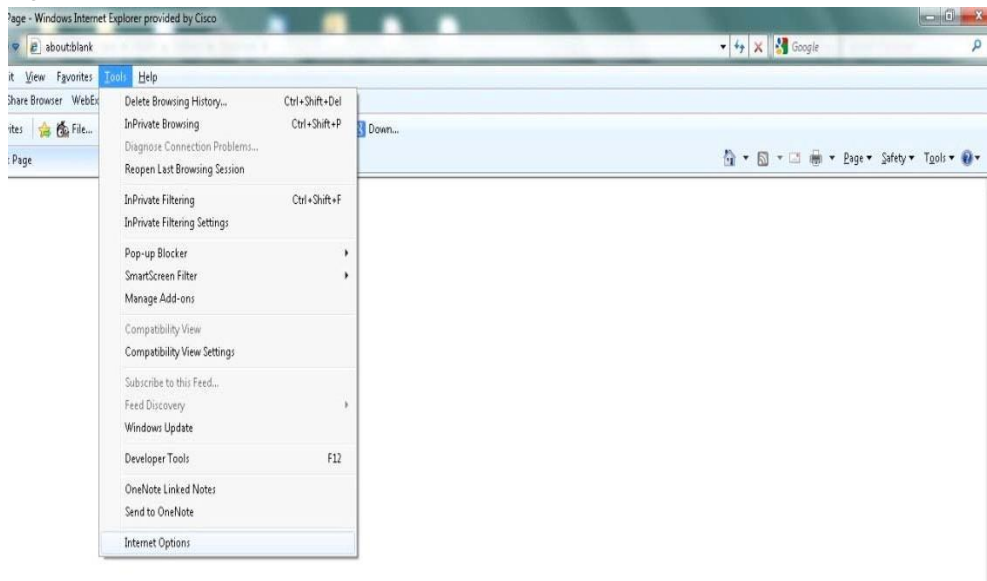 Page - Windows Internet Explorer provided by Cisco
about:blank Google
it View Favorites Tools Help
Share Browser WebEx
ites File... Down...
Page Page Safety Tools
Delete Browsing History... Ctrl+Shift+Del
InPrivate Browsing Ctrl+Shift+P
Diagnose Connection Problems...
Reopen Last Browsing Session
InPrivate Filtering Ctrl+Shift+F
InPrivate Filtering Settings
Pop-up Blocker
SmartScreen Filter
Manage Add-ons
Compatibility View
Compatibility View Settings
Subscribe to this Feed...
Feed Discovery
Windows Update
Developer Tools F12
OneNote Linked Notes
Send to OneNote
Internet Options